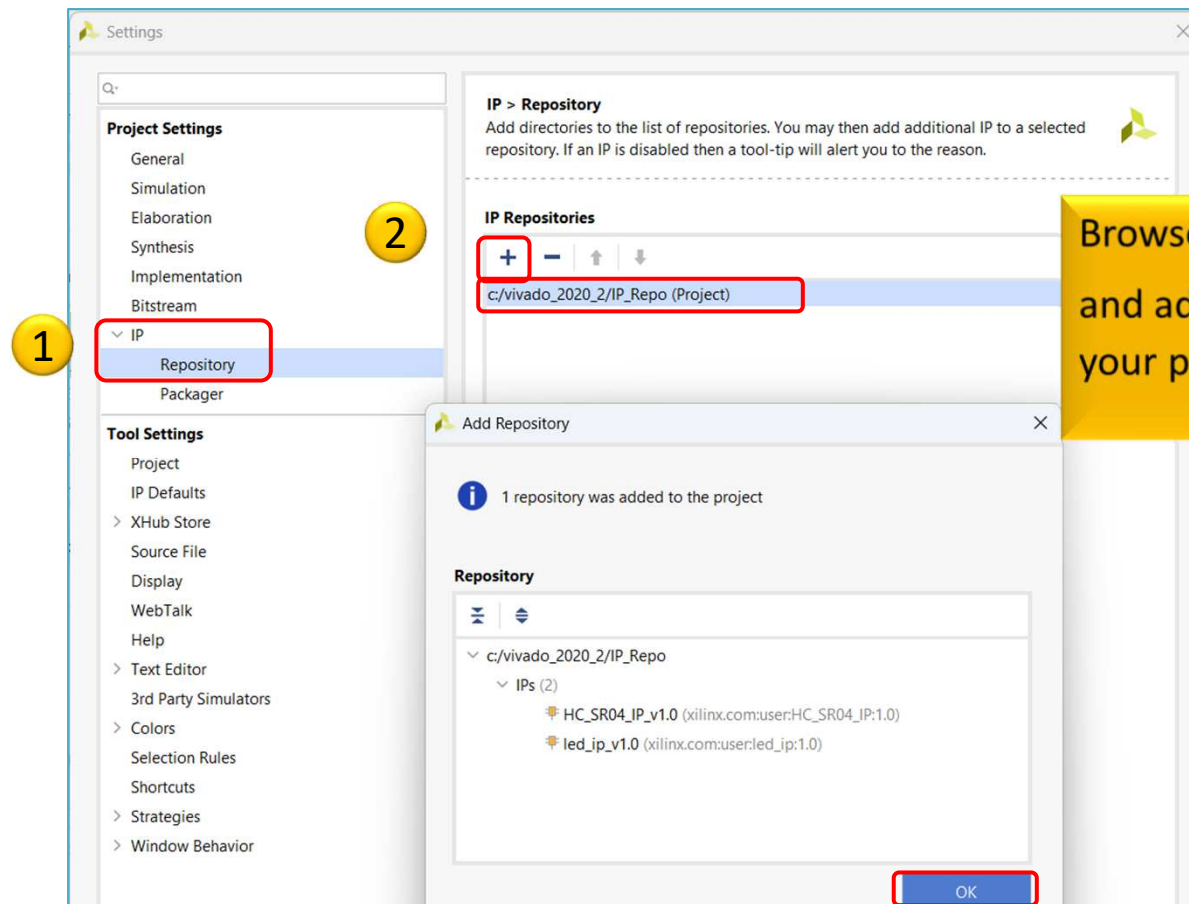 Settings
Project Settings
General
Simulation
Elaboration
Synthesis
Implementation
Bitstream
IP
Repository
Packager
Tool Settings
Project
IP Defaults
XHub Store
Source File
Display
WebTalk
Help
Text Editor
3rd Party Simulators
Colors
Selection Rules
Shortcuts
Strategies
Window Behavior
1
2
IP > Repository
Add directories to the list of repositories. You may then add additional IP to a selected
repository. If an IP is disabled then a tool-tip will alert you to the reason.
IP Repositories
c:/vivado_2020_2/IP_Repo (Project)
and
your
Add Repository
1 repository was added to the project
Repository
c:/vivado_2020_2/IP_Repo
IPs (2)
HC_SR04_IP_v1.0 (xilinx.com:user:HC_SR04_IP:1.0)
led_ip_v1.0 (xilinx.com:user:led_ip:1.0)
OK